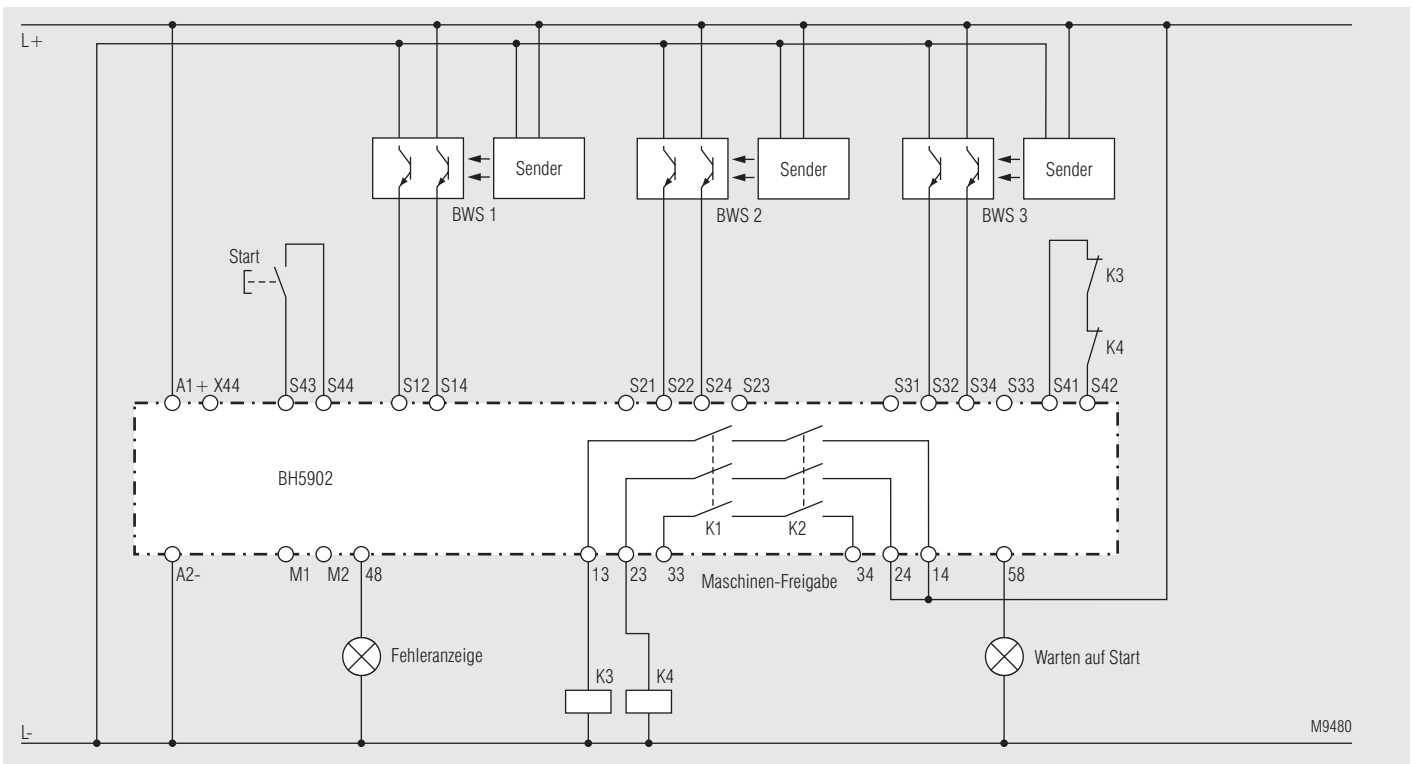 L+
Sender
Sender
Sender
BWS 1
BWS 2
BWS 3
Start
K3
K4
A1+ X44
S43 S44
S12 S14
S21 S22 S24 S23
S31 S32 S34 S33 S41 S42
BH5902
K1
K2
A2-
M1 M2 48
13 23 33
Maschinen-Freigabe
34 24 14
58
Fehleranzeige
Warten auf Start
K3
K4
L-
M9480